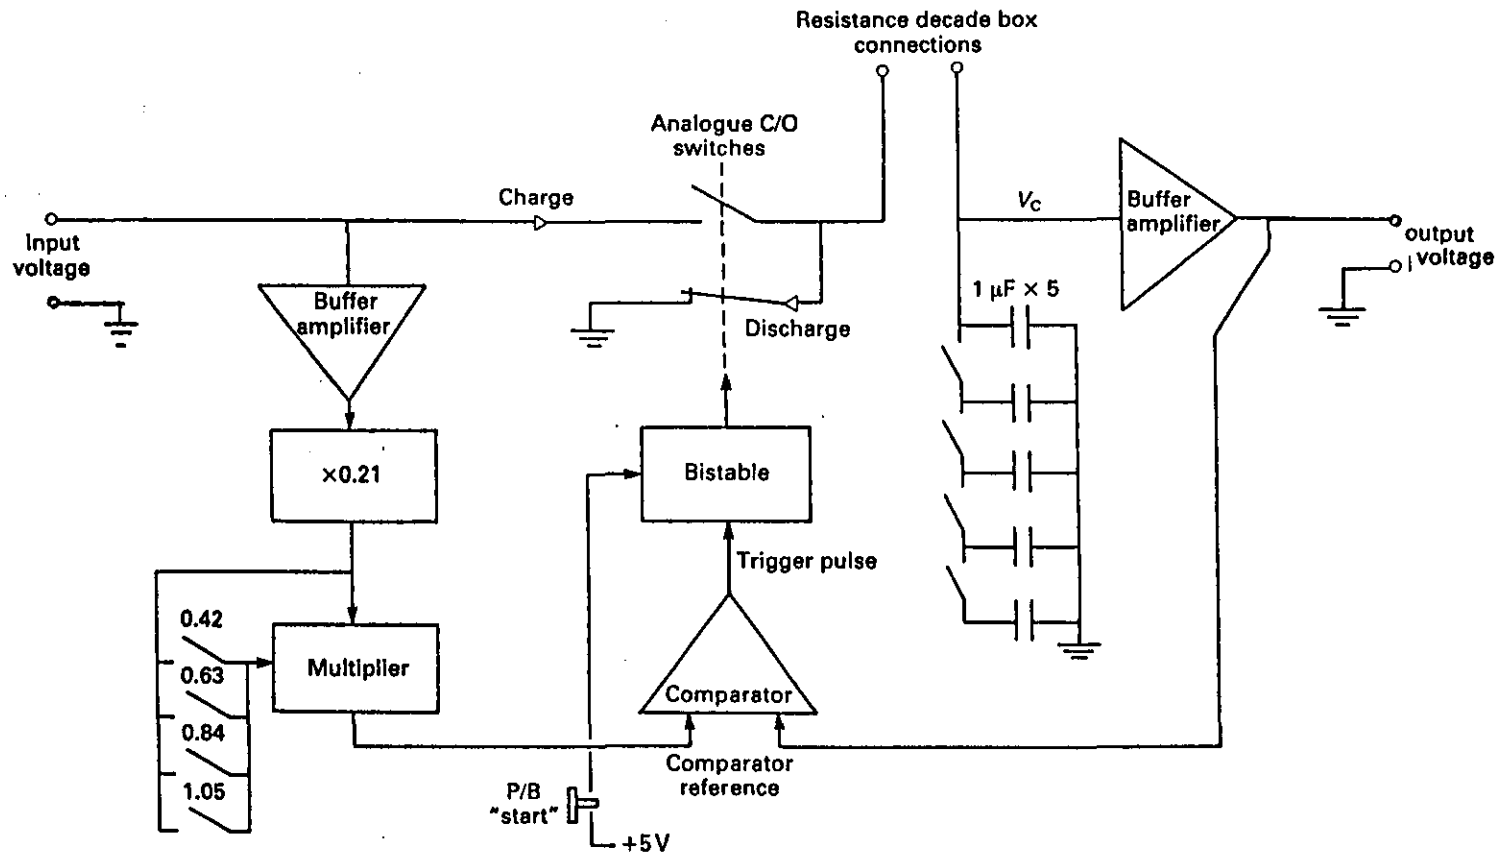 Resistance decade box
connections
Analogue C/O
switches
Charge
Vc
Buffer
amplifier
Input
voltage
output
voltage
Buffer
amplifier
1 μF × 5
Discharge
×0.21
Bistable
Trigger pulse
0.42
Multiplier
0.63
Comparator
0.84
Comparator
reference
1.05
P/B
"start"
+5V